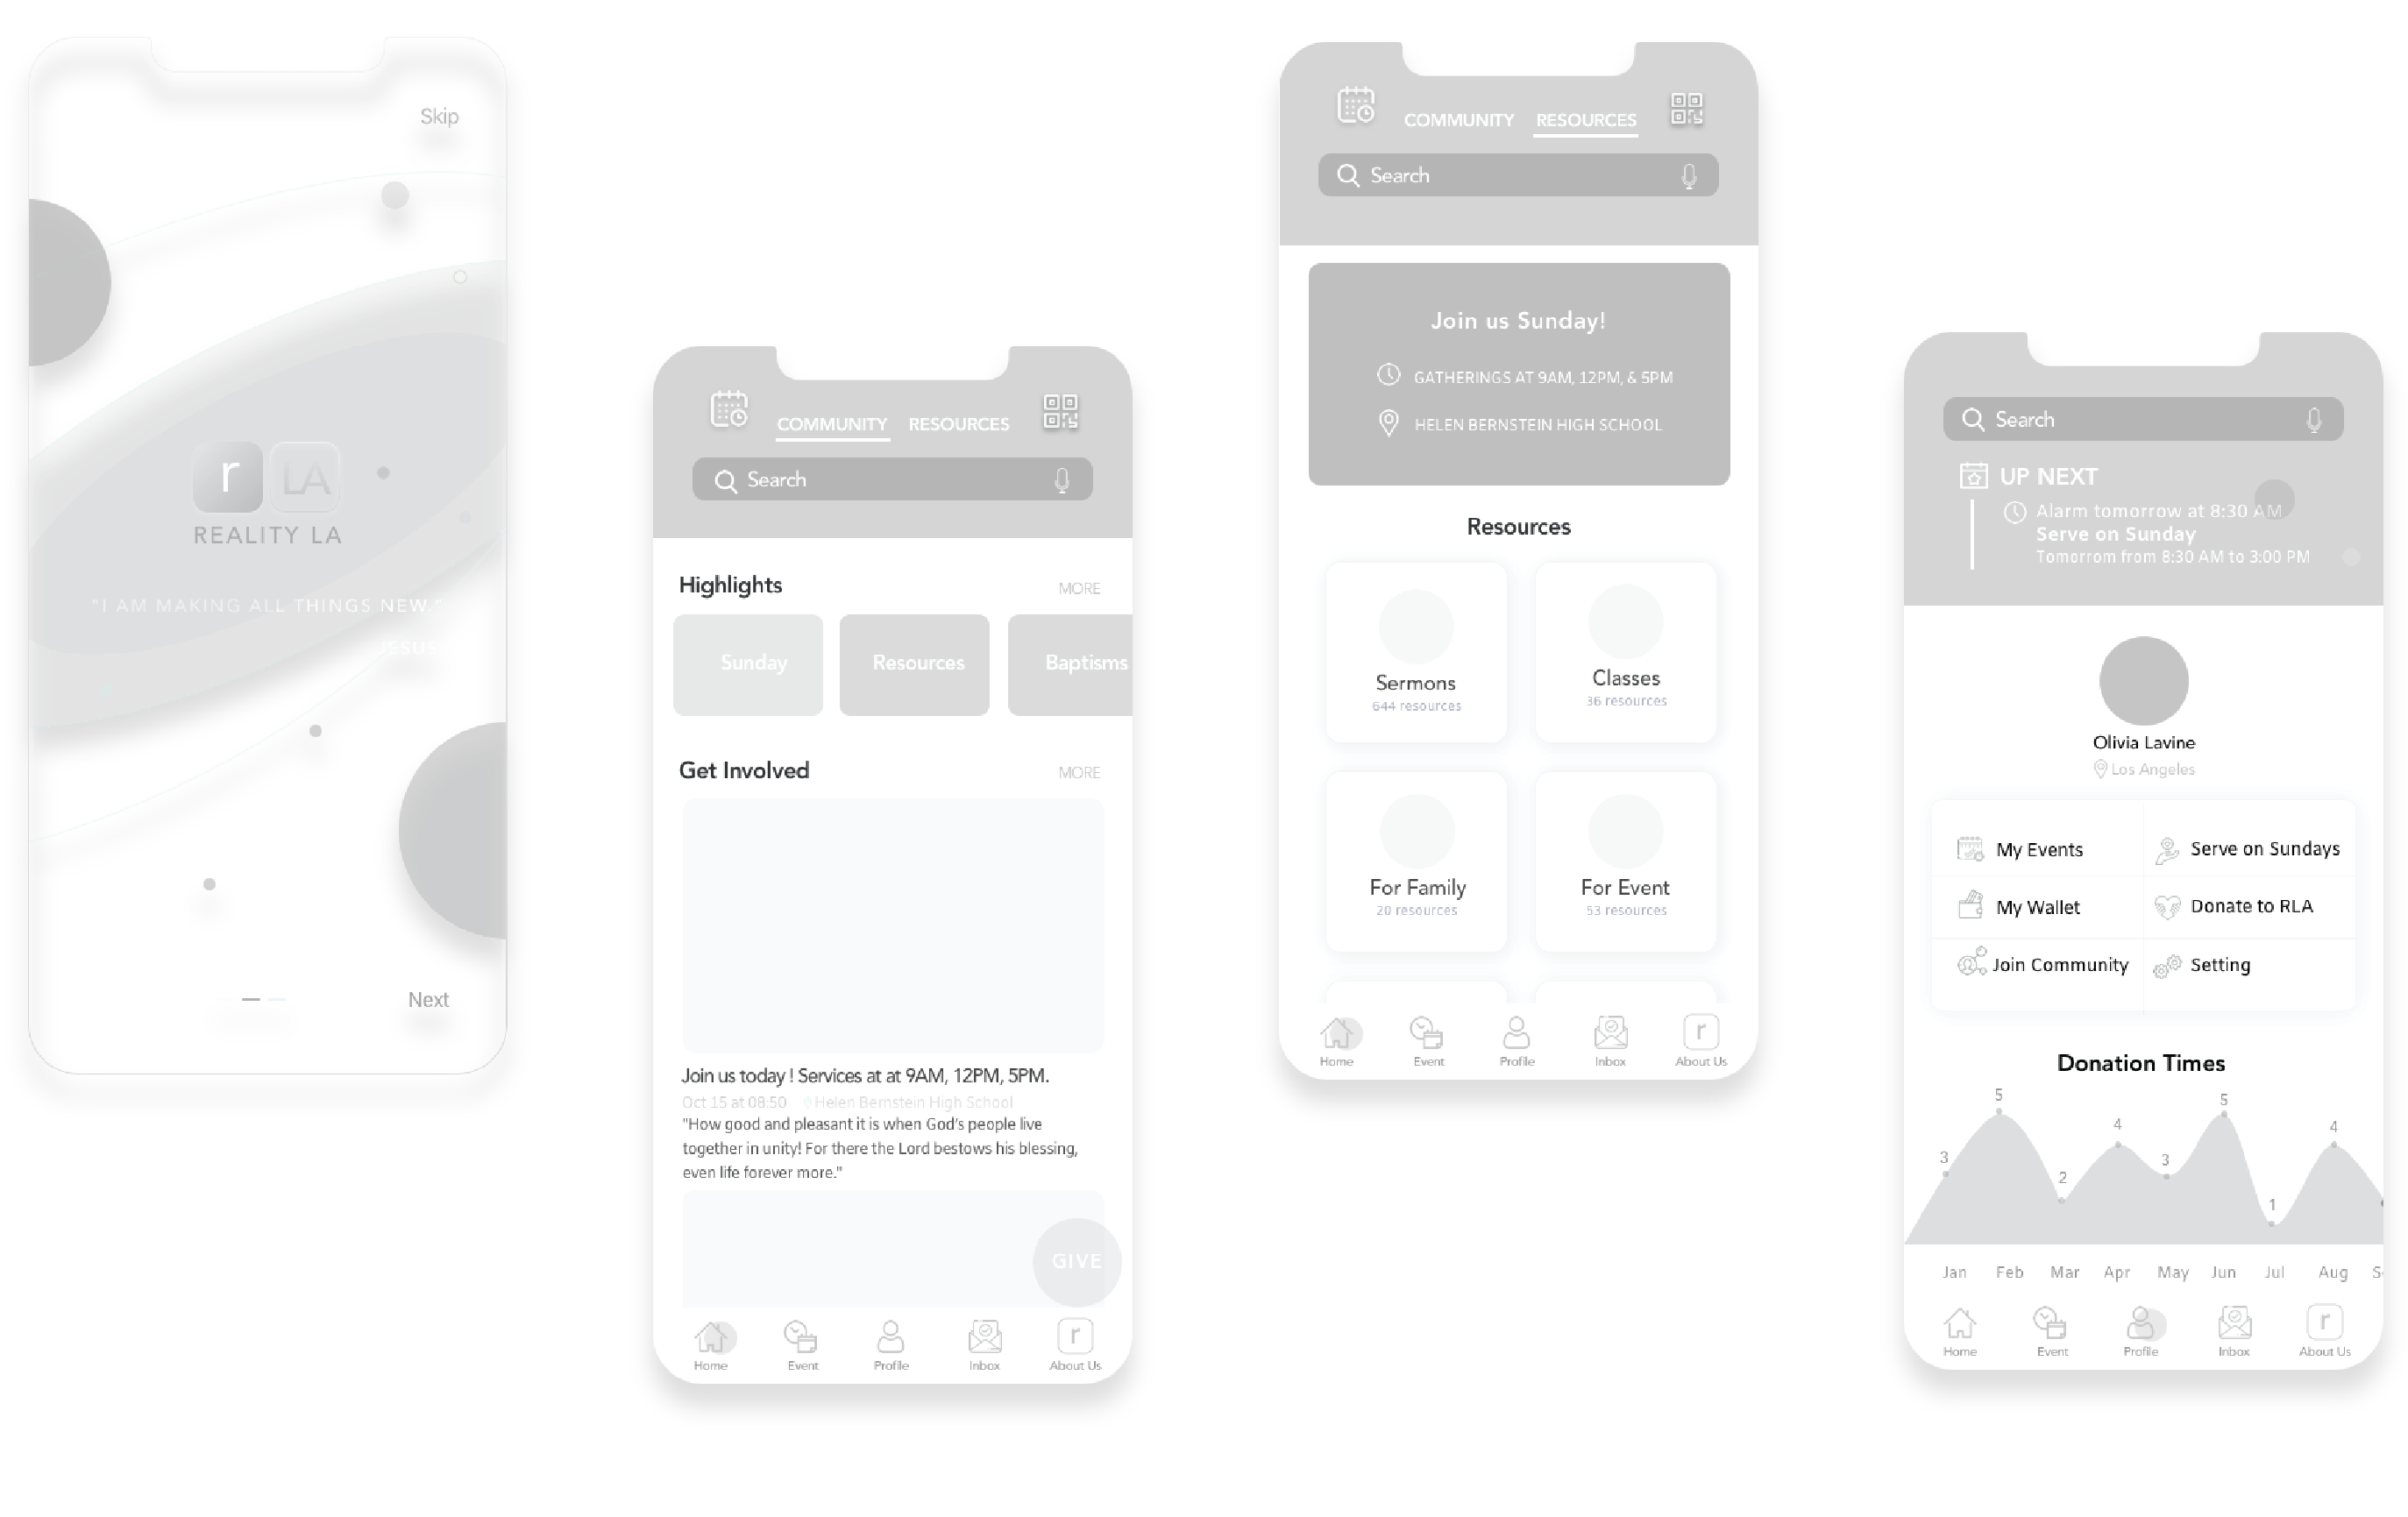 Skip
r LA
REALITY LA
"I AM MAKING ALL THINGS NEW."
JESUS
Next
COMMUNITY RESOURCES
Search
Highlights MORE
Sunday Resources Baptisms
Get Involved MORE
Join us today ! Services at at 9AM, 12PM, 5PM.
Oct 15 at 08:50 Helen Bernstein High School
"How good and pleasant it is when God's people live
together in unity! For there the Lord bestows his blessing,
even life forever more."
GIVE
r
Home Event Profile Inbox About Us
COMMUNITY RESOURCES
Search
Join us Sunday!
GATHERINGS AT 9AM, 12PM, & 5PM
HELEN BERNSTEIN HIGH SCHOOL
Resources
Sermons
644 resources
Classes
36 resources
For Family
20 resources
For Event
53 resources
r
Home Event Profile Inbox About Us
Search
UP NEXT
Alarm tomorrow at 8:30 AM
Serve on Sunday
Tomorrom from 8:30 AM to 3:00 PM
Olivia Lavine
Los Angeles
My Events Serve on Sundays
My Wallet Donate to RLA
Join Community Setting
Donation Times
3 5 2 4 3 5 1 4
Jan Feb Mar Apr May Jun Jul Aug S
r
Home Event Profile Inbox About Us